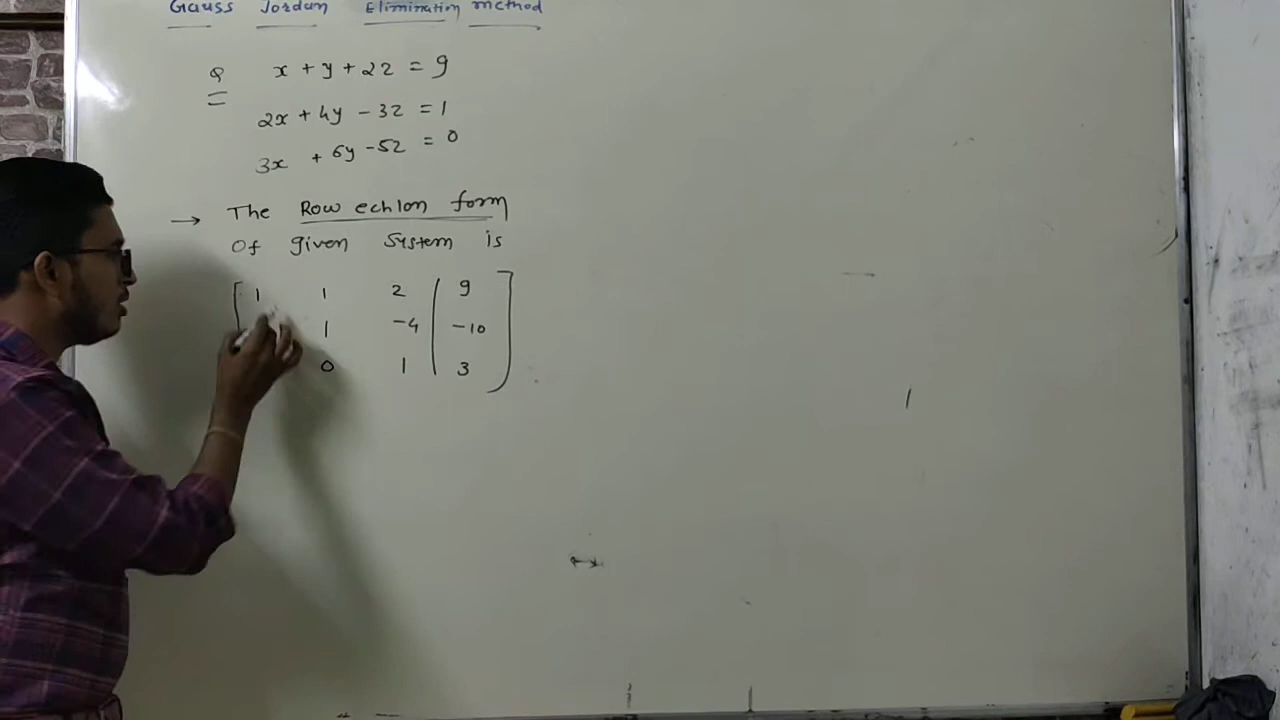 Gauss Jordan Elimination method
Q x + y + 2z = 9
2x + 4y - 3z = 1
3x + 6y - 5z = 0
→ The Row echlon form
Of given System is
1 1 2 | 9
1 -4 | -10
0 1 | 3